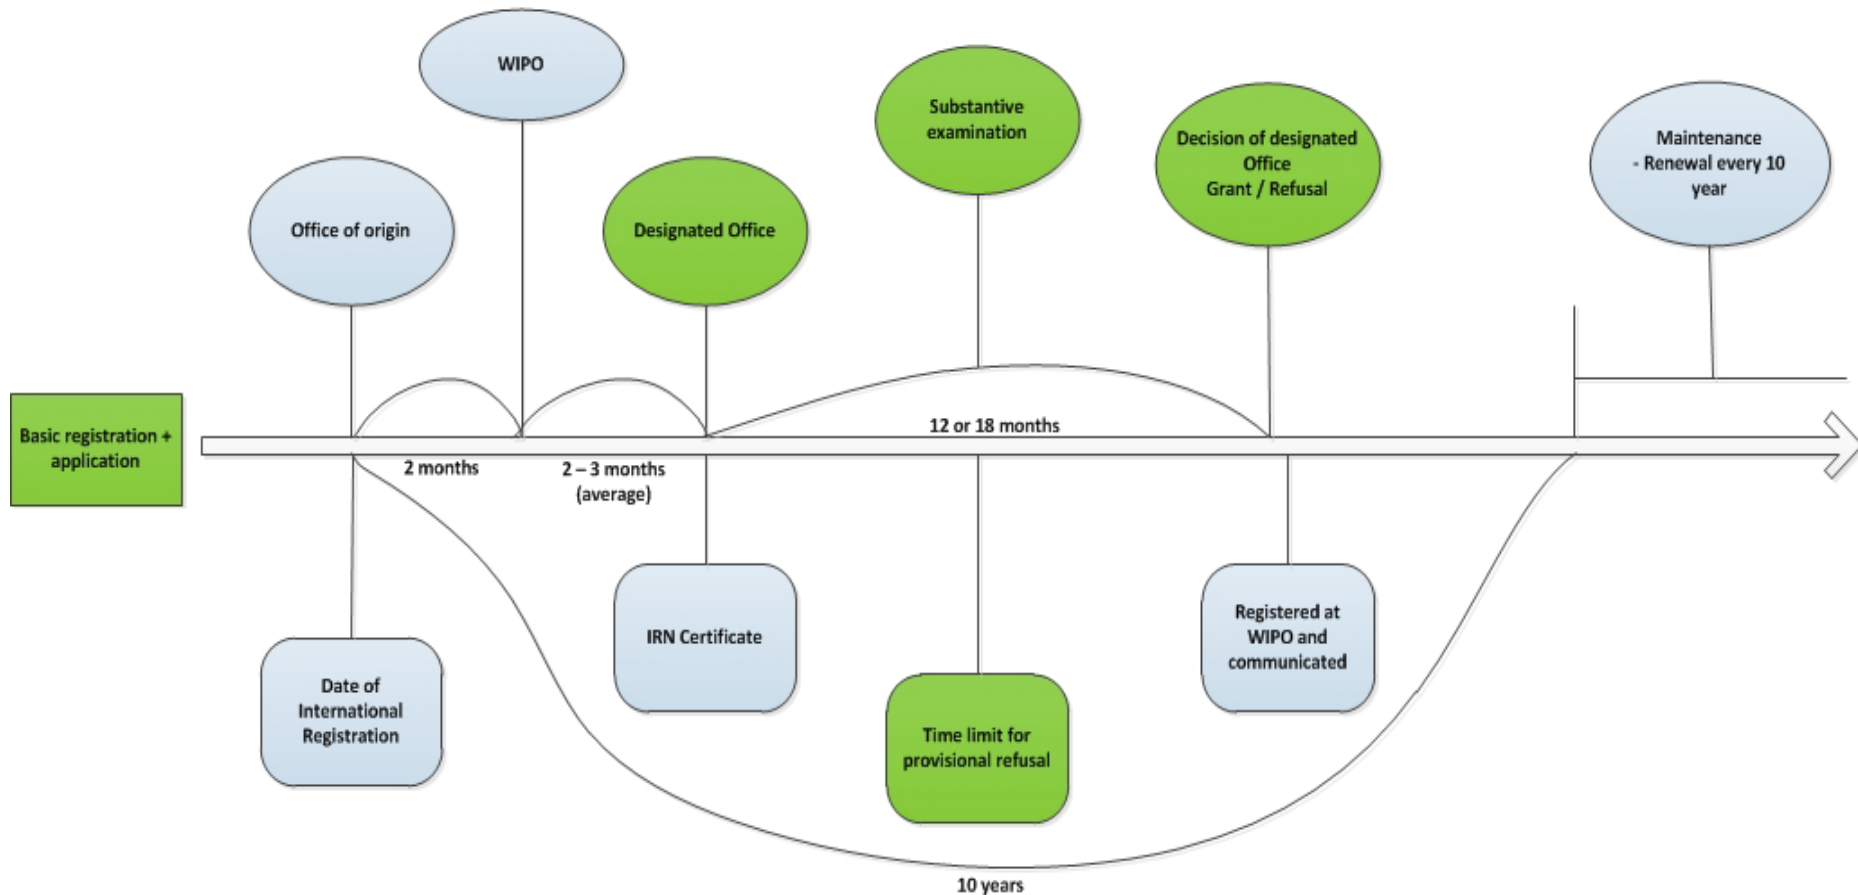 WIPO
Substantive
examination
Decision of designated
Office
Grant / Refusal
Maintenance
- Renewal every 10
year
Office of origin
Designated Office
Basic registration +
application
2 months
2 – 3 months
(average)
12 or 18 months
Date of
International
Registration
IRN Certificate
Time limit for
provisional refusal
Registered at
WIPO and
communicated
10 years